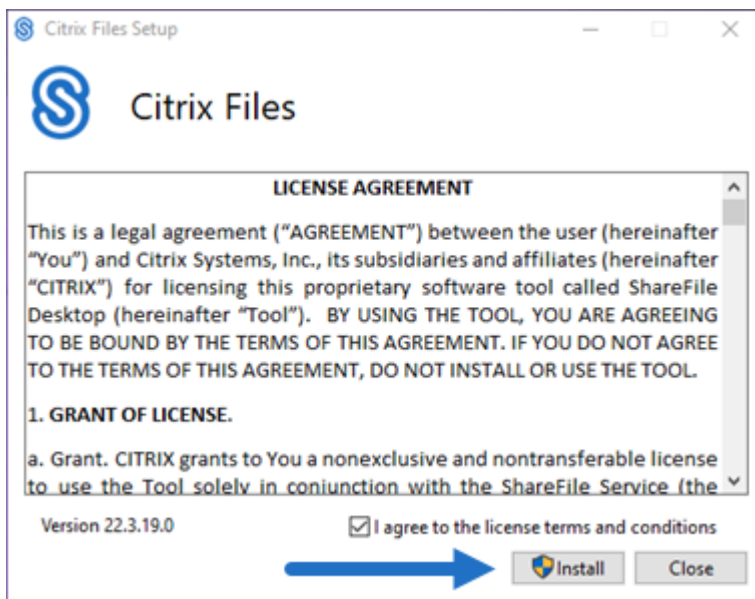 Citrix Files Setup
Citrix Files
LICENSE AGREEMENT
This is a legal agreement (“AGREEMENT”) between the user (hereinafter
“You”) and Citrix Systems, Inc., its subsidiaries and affiliates (hereinafter
“CITRIX”) for licensing this proprietary software tool called ShareFile
Desktop (hereinafter “Tool”).  BY USING THE TOOL, YOU ARE AGREEING
TO BE BOUND BY THE TERMS OF THIS AGREEMENT. IF YOU DO NOT AGREE
TO THE TERMS OF THIS AGREEMENT, DO NOT INSTALL OR USE THE TOOL.
1. GRANT OF LICENSE.
a. Grant. CITRIX grants to You a nonexclusive and nontransferable license
to use the Tool solely in conjunction with the ShareFile Service (the
Version 22.3.19.0
I agree to the license terms and conditions
Install
Close